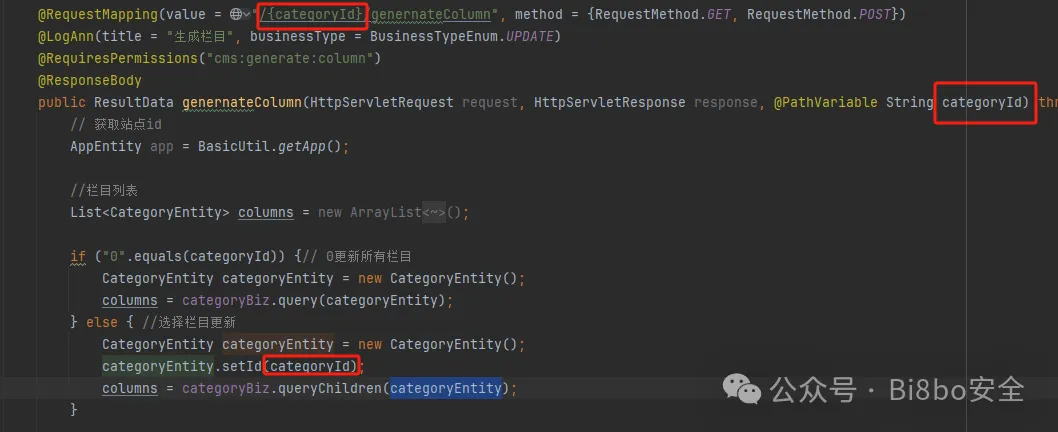 @RequestMapping(value = "/{categoryId}/genernateColumn", method = {RequestMethod.GET, RequestMethod.POST})
@LogAnn(title = "生成栏目", businessType = BusinessTypeEnum.UPDATE)
@RequiresPermissions("cms:generate:column")
@ResponseBody
public ResultData genernateColumn(HttpServletRequest request, HttpServletResponse response, @PathVariable String categoryId) thr
// 获取站点id
AppEntity app = BasicUtil.getApp();
//栏目列表
List<CategoryEntity> columns = new ArrayList<~>();
if ("0".equals(categoryId)) {// 0更新所有栏目
CategoryEntity categoryEntity = new CategoryEntity();
columns = categoryBiz.query(categoryEntity);
} else { //选择栏目更新
CategoryEntity categoryEntity = new CategoryEntity();
categoryEntity.setId(categoryId);
columns = categoryBiz.queryChildren(categoryEntity);
}
公众号 · Bi8bo安全